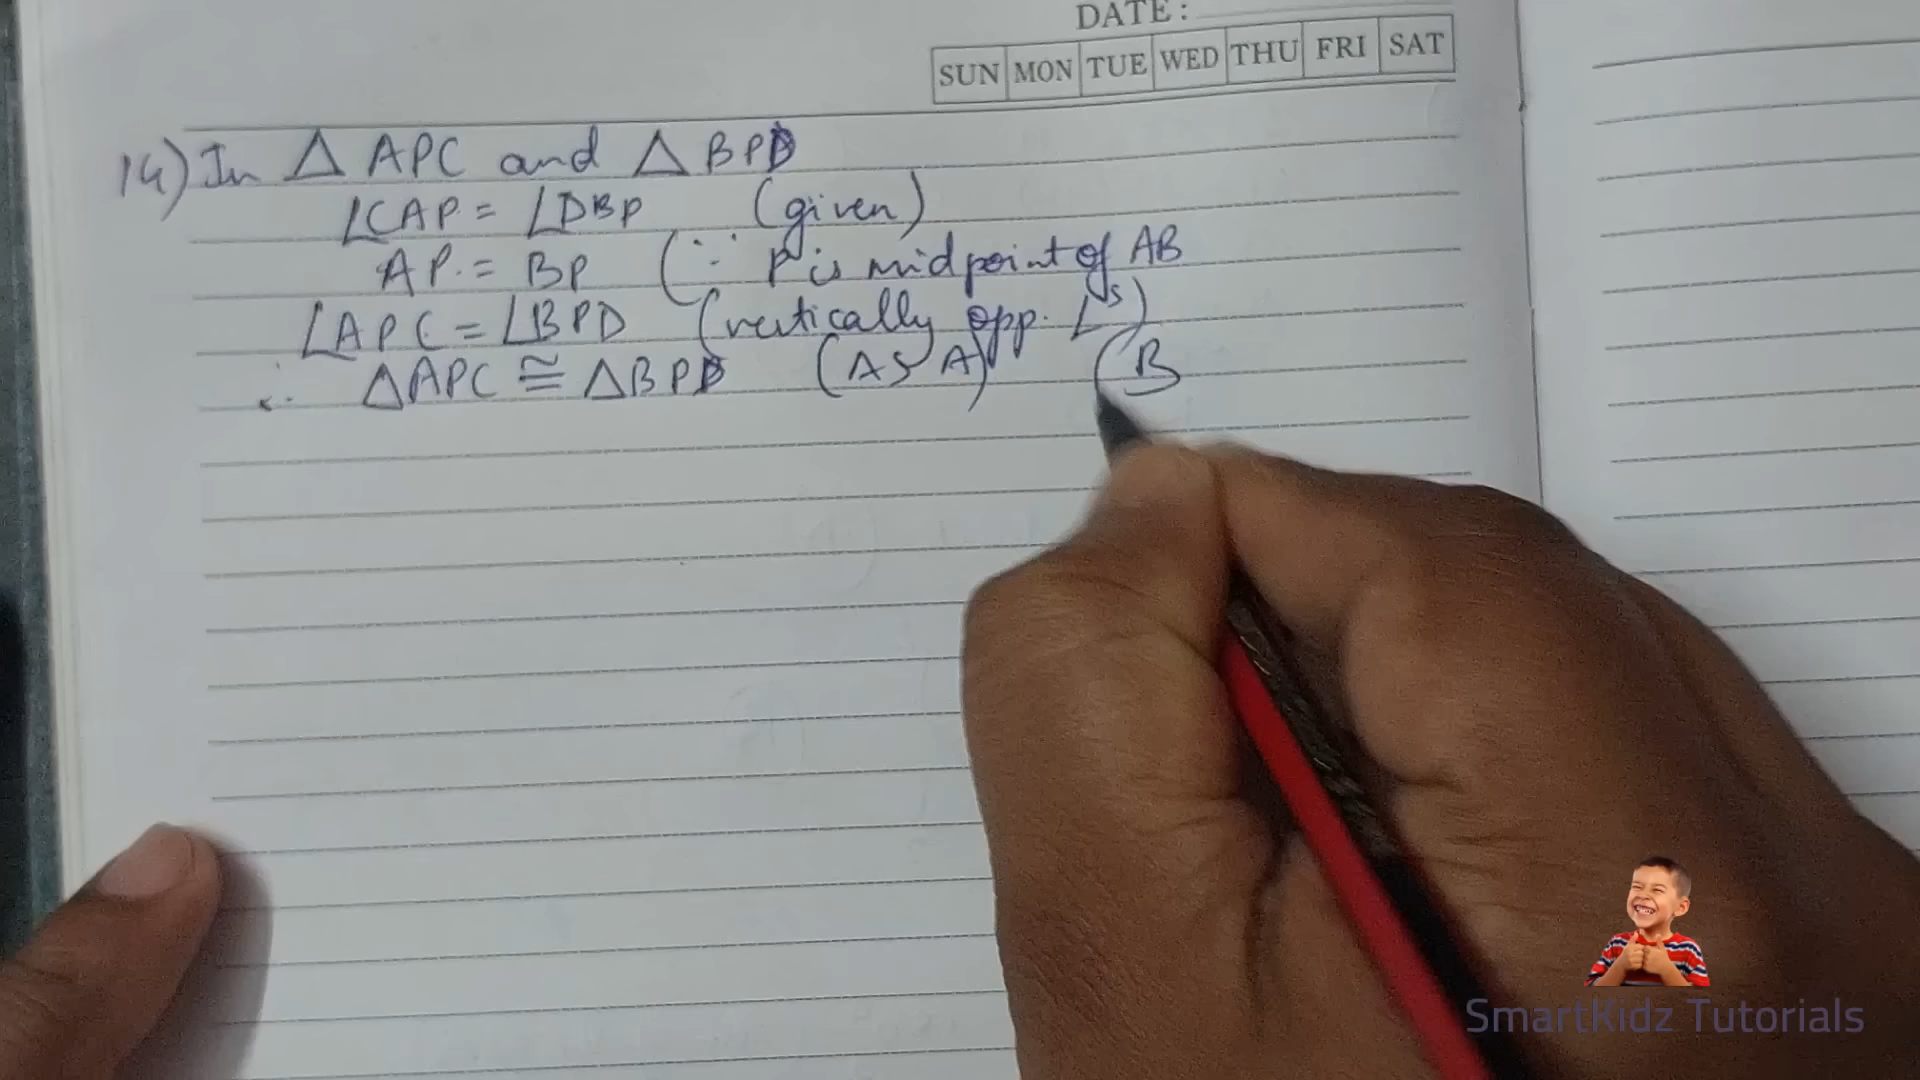 DATE :
SUN MON TUE WED THU FRI SAT
14) In △ APC and △ BPD
∠CAP = ∠DBP (given)
AP = BP (∵ P is midpoint of AB
∠APC = ∠BPD (vertically opp. ∠s)
∴ △APC ≅ △BPD (ASA) (B
SmartKidz Tutorials